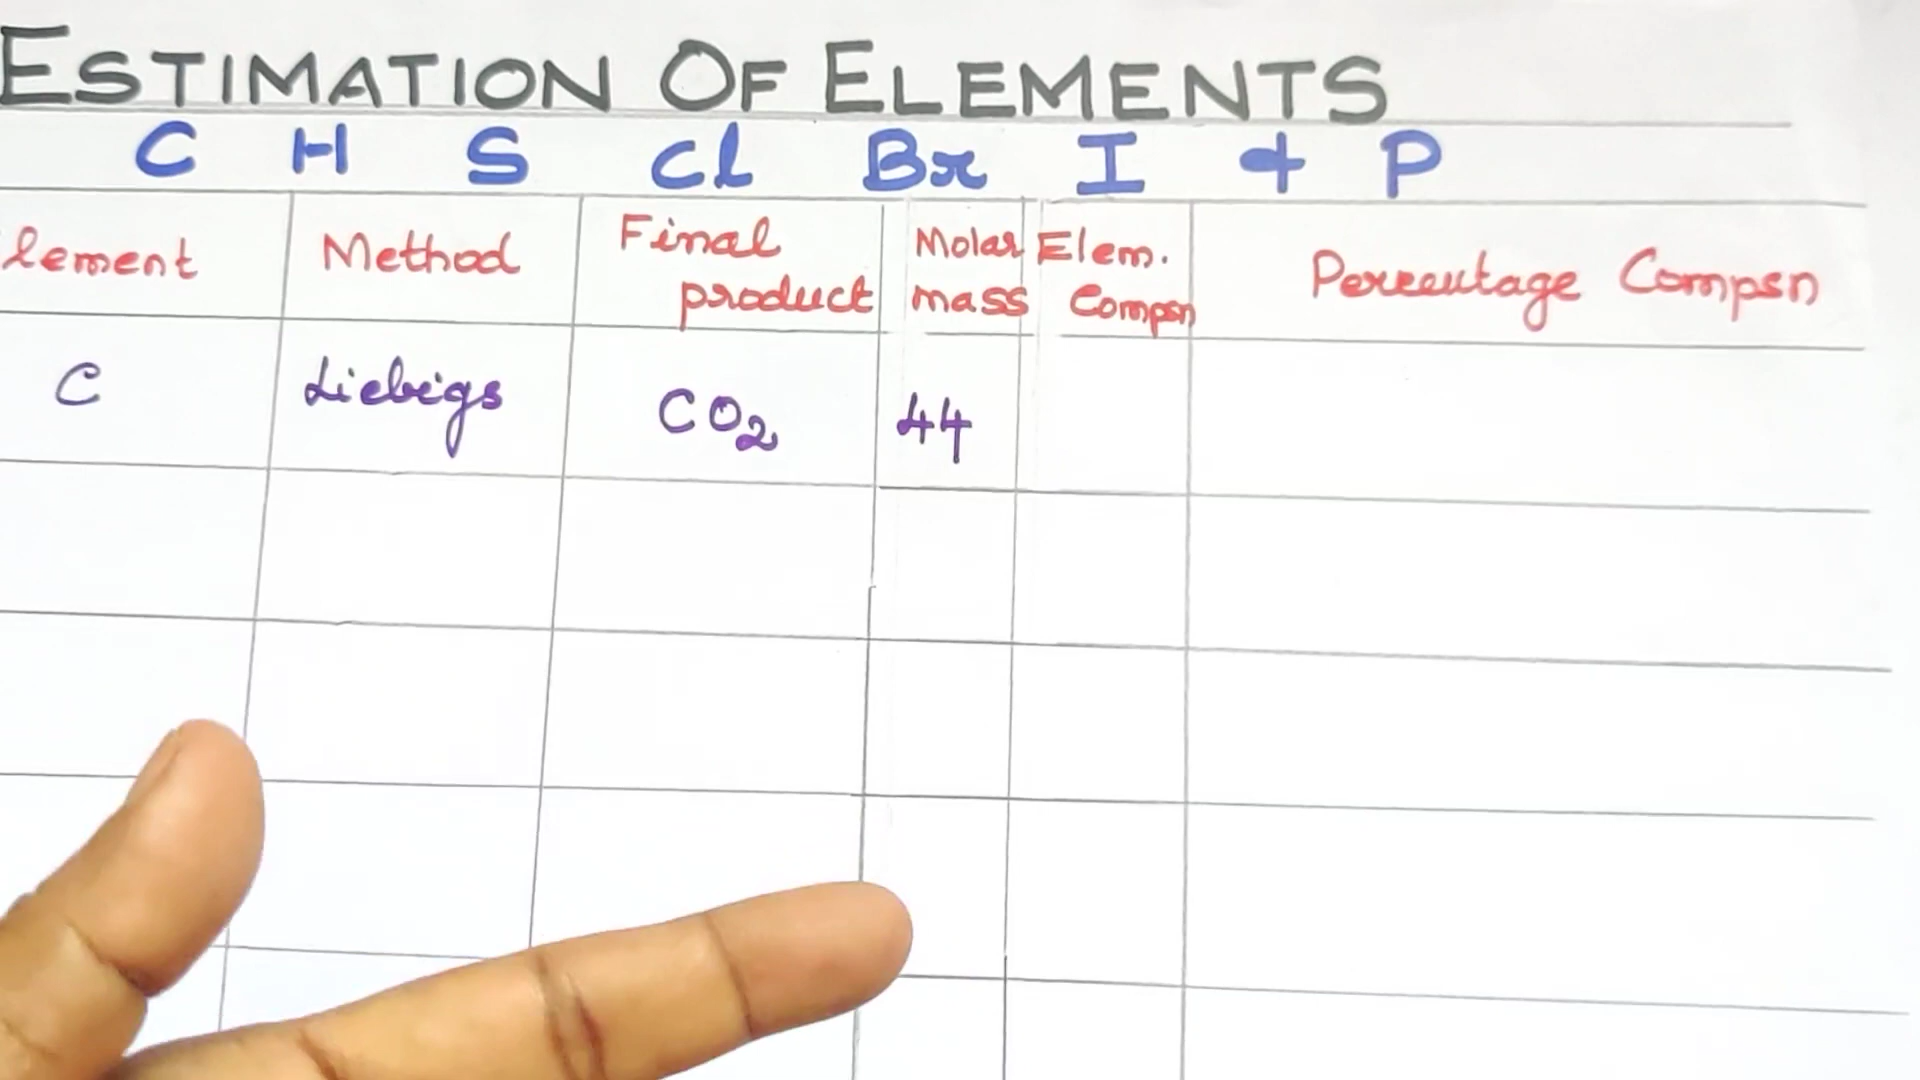 ESTIMATION OF ELEMENTS
C H S Cl Br I & P
lement Method Final product Molar mass Elem. Compsn Percentage Compsn
C Liebigs CO2 44